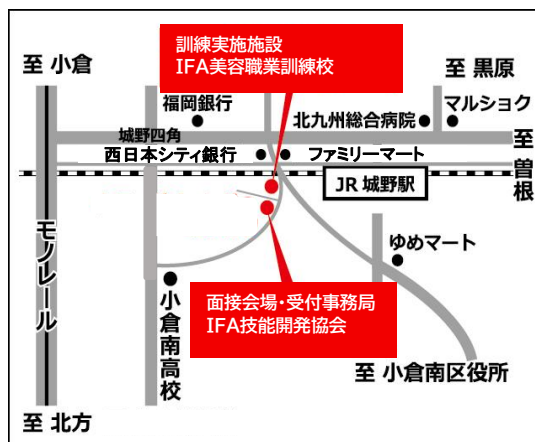 訓練実施施設
IFA美容職業訓練校
至 小倉
至 黒原
福岡銀行
北九州総合病院
マルショク
城野四角
至 曽根
西日本シティ銀行
ファミリーマート
JR 城野駅
モノレール
ゆめマート
小倉南高校
面接会場・受付事務局
IFA技能開発協会
至 小倉南区役所
至 北方